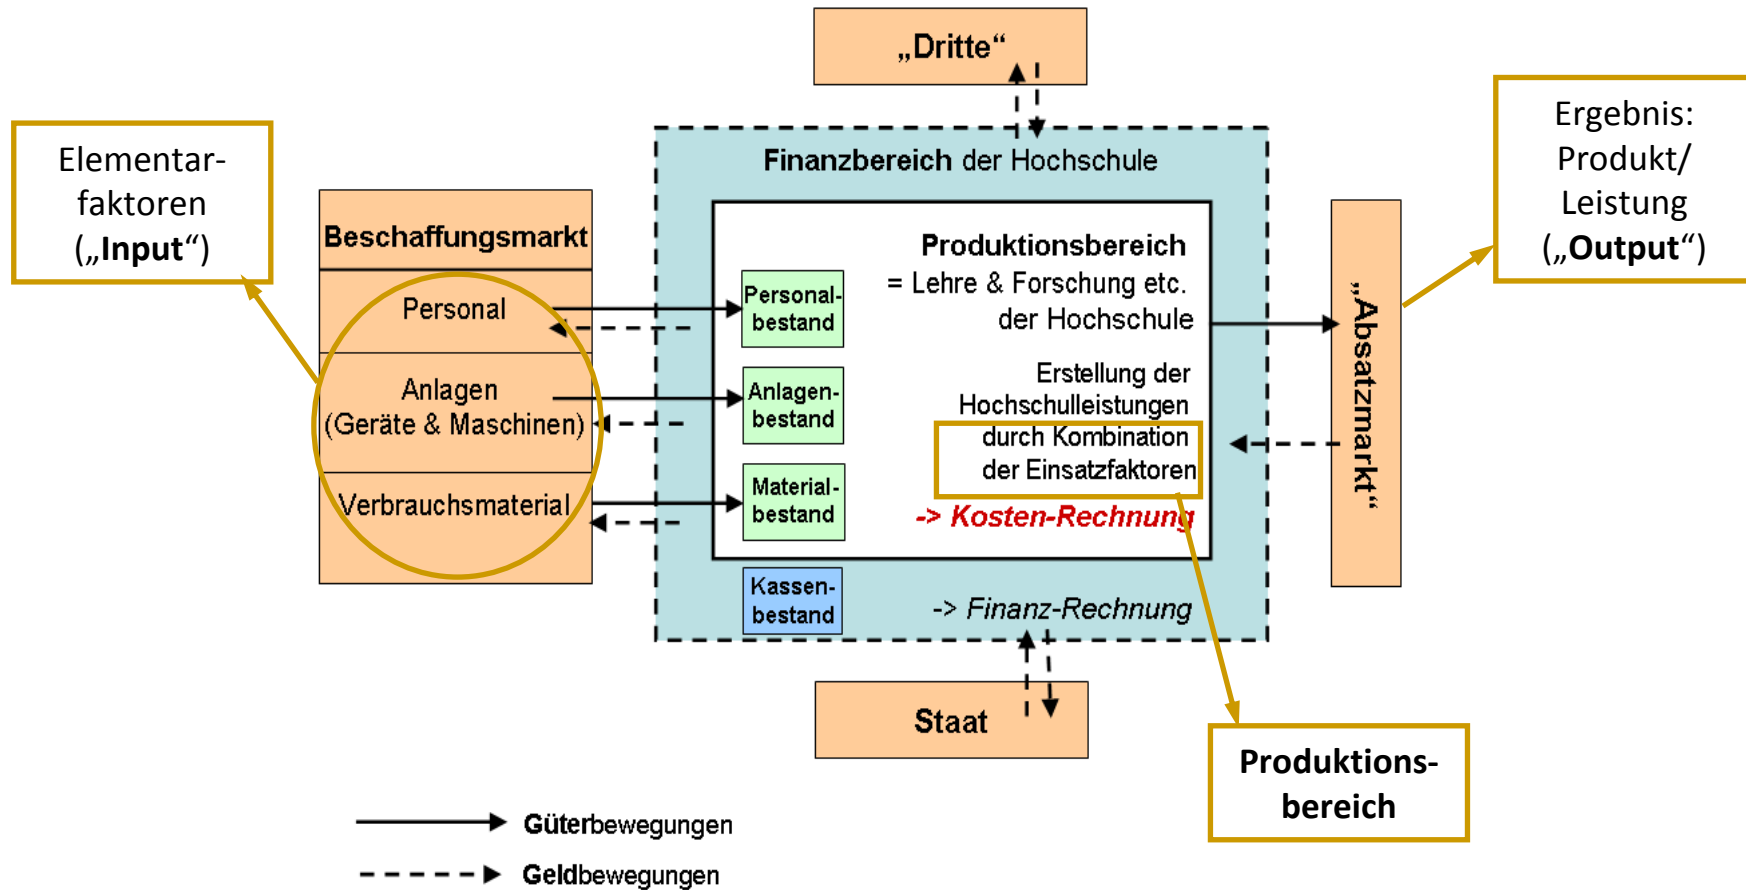 „Dritte“
Elementar-
faktoren
(„Input“)
Ergebnis:
Produkt/
Leistung
(„Output“)
Finanzbereich der Hochschule
Beschaffungsmarkt
Personal
Anlagen
(Geräte & Maschinen)
Verbrauchsmaterial
Personal-
bestand
Anlagen-
bestand
Material-
bestand
Kassen-
bestand
Produktionsbereich
= Lehre & Forschung etc.
der Hochschule
Erstellung der
Hochschulleistungen
durch Kombination
der Einsatzfaktoren
-> Kosten-Rechnung
-> Finanz-Rechnung
„Absatzmarkt“
Staat
Produktions-
bereich
Güterbewegungen
Geldbewegungen